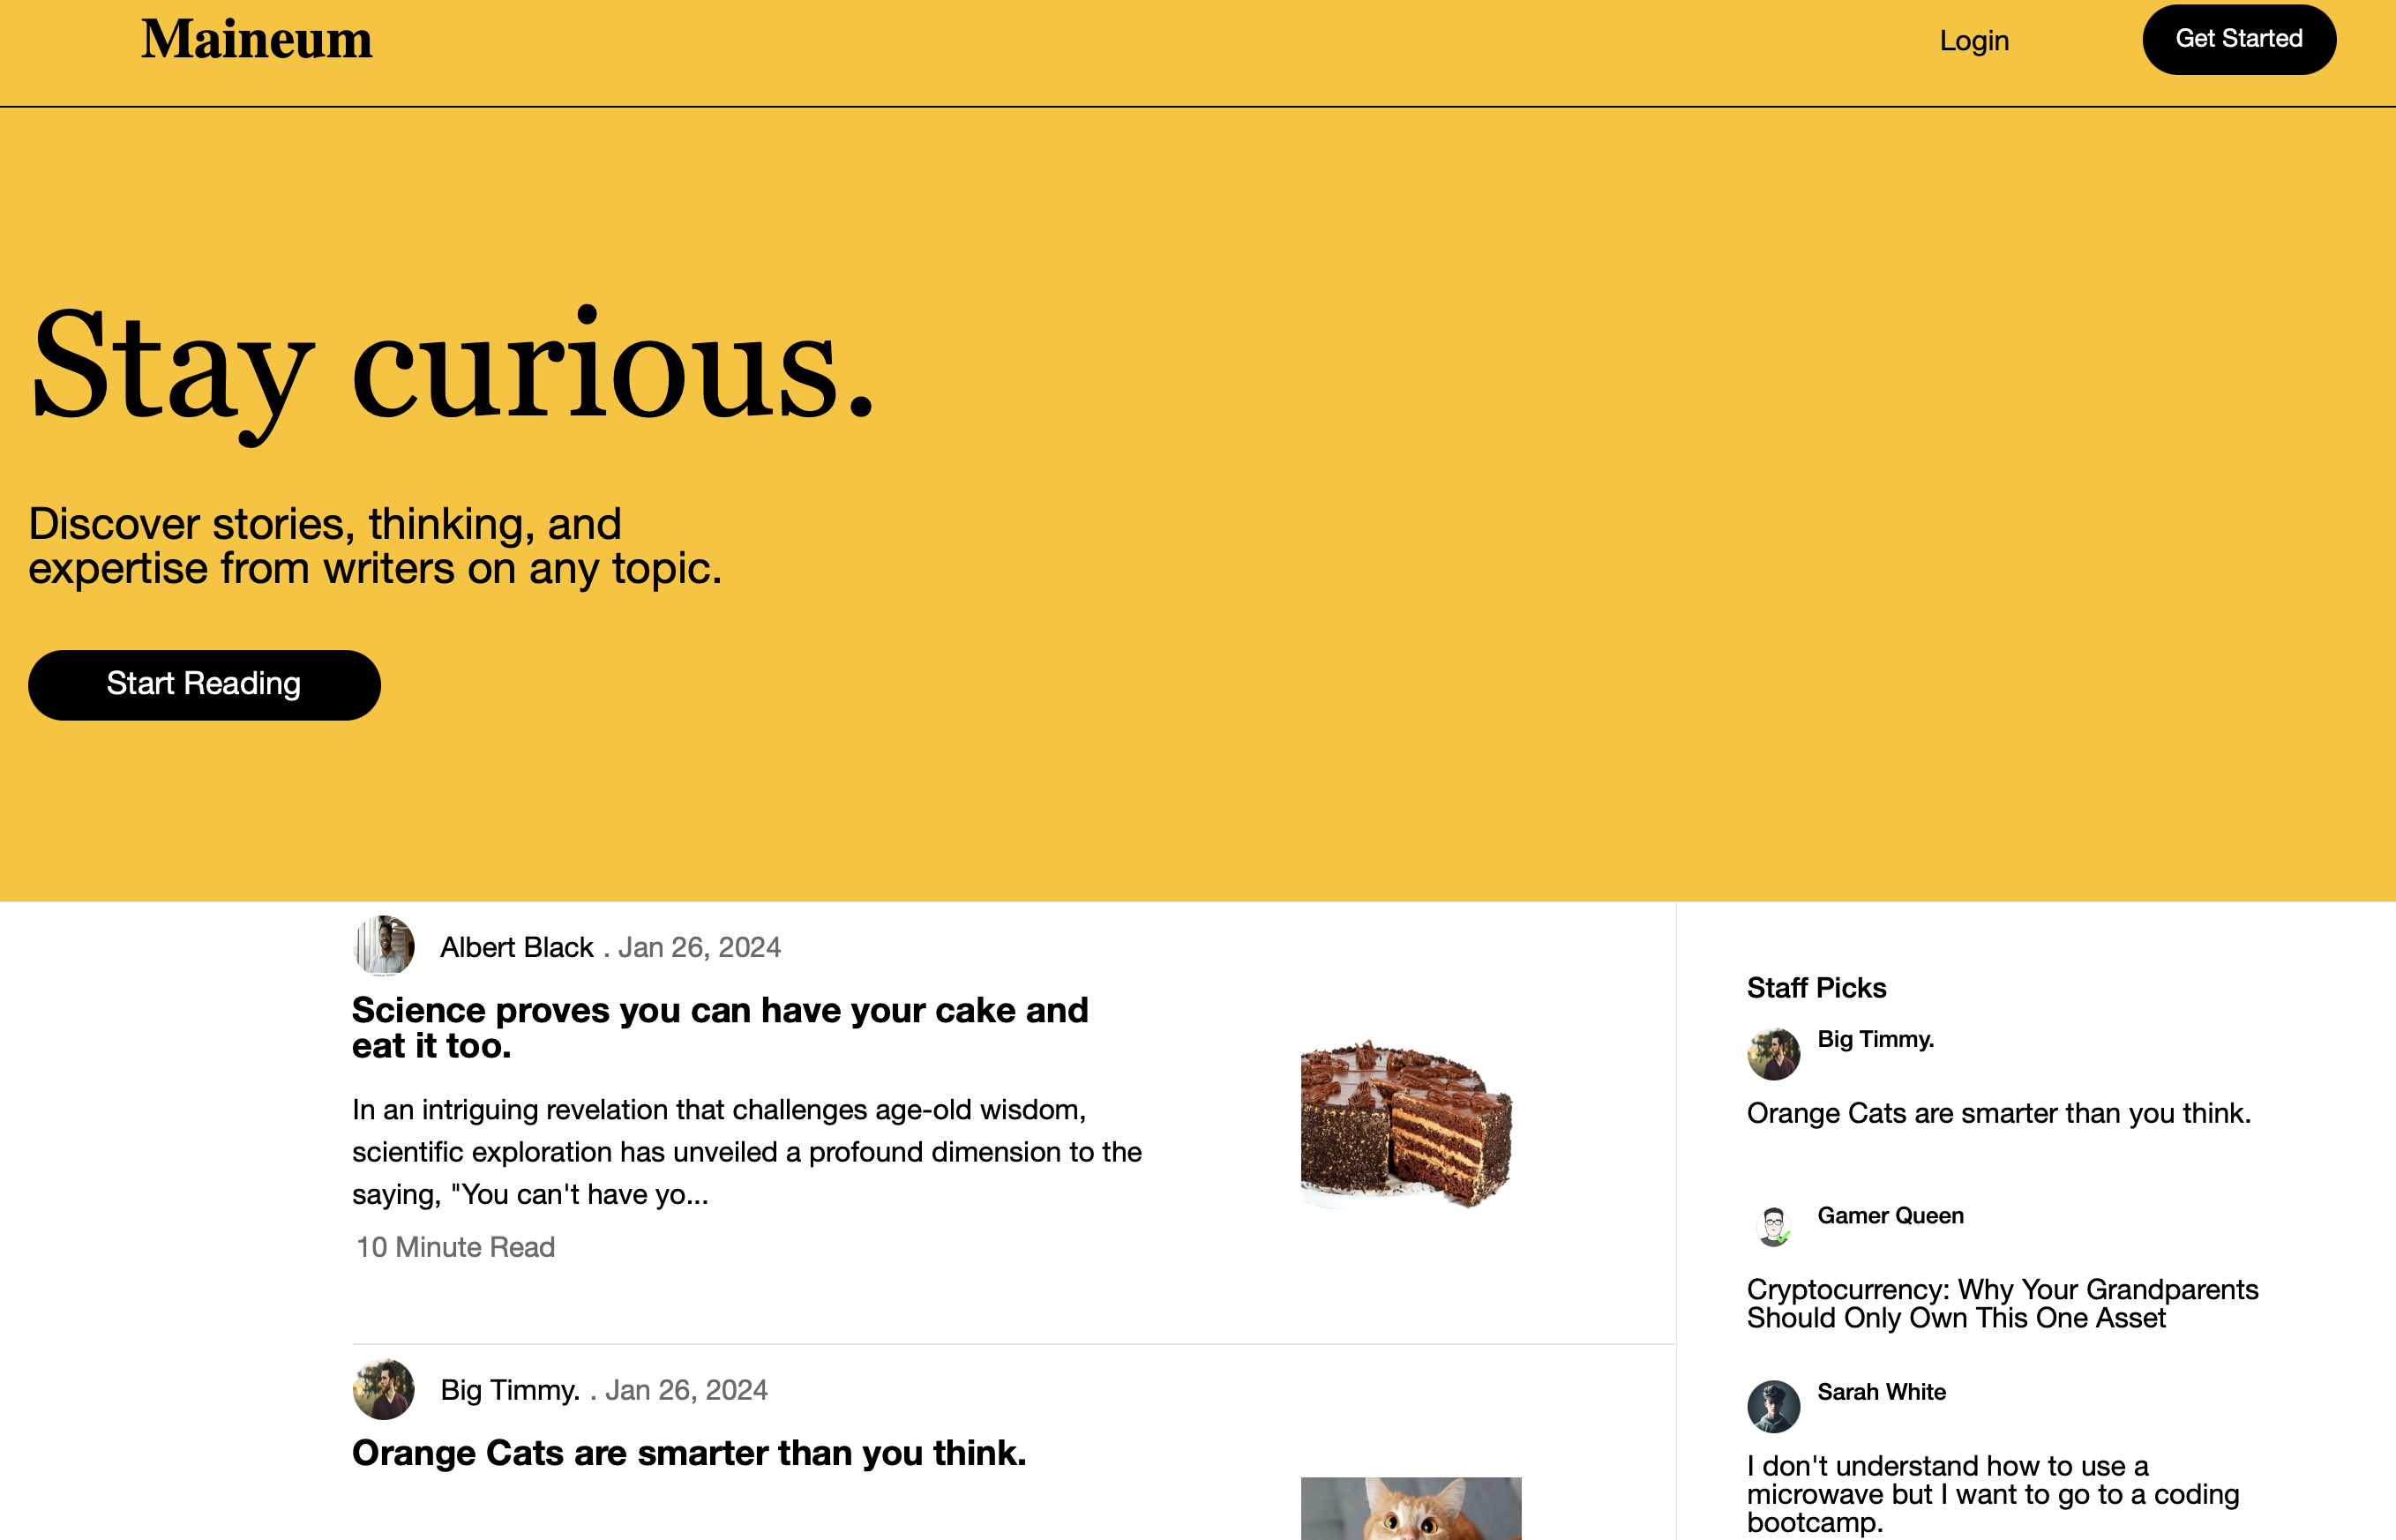 Maineum
Login
Get Started
Stay curious.
Discover stories, thinking, and
expertise from writers on any topic.
Start Reading
Albert Black . Jan 26, 2024
Science proves you can have your cake and
eat it too.
In an intriguing revelation that challenges age-old wisdom,
scientific exploration has unveiled a profound dimension to the
saying, "You can't have yo...
10 Minute Read
Big Timmy. . Jan 26, 2024
Orange Cats are smarter than you think.
Staff Picks
Big Timmy.
Orange Cats are smarter than you think.
Gamer Queen
Cryptocurrency: Why Your Grandparents
Should Only Own This One Asset
Sarah White
I don't understand how to use a
microwave but I want to go to a coding
bootcamp.